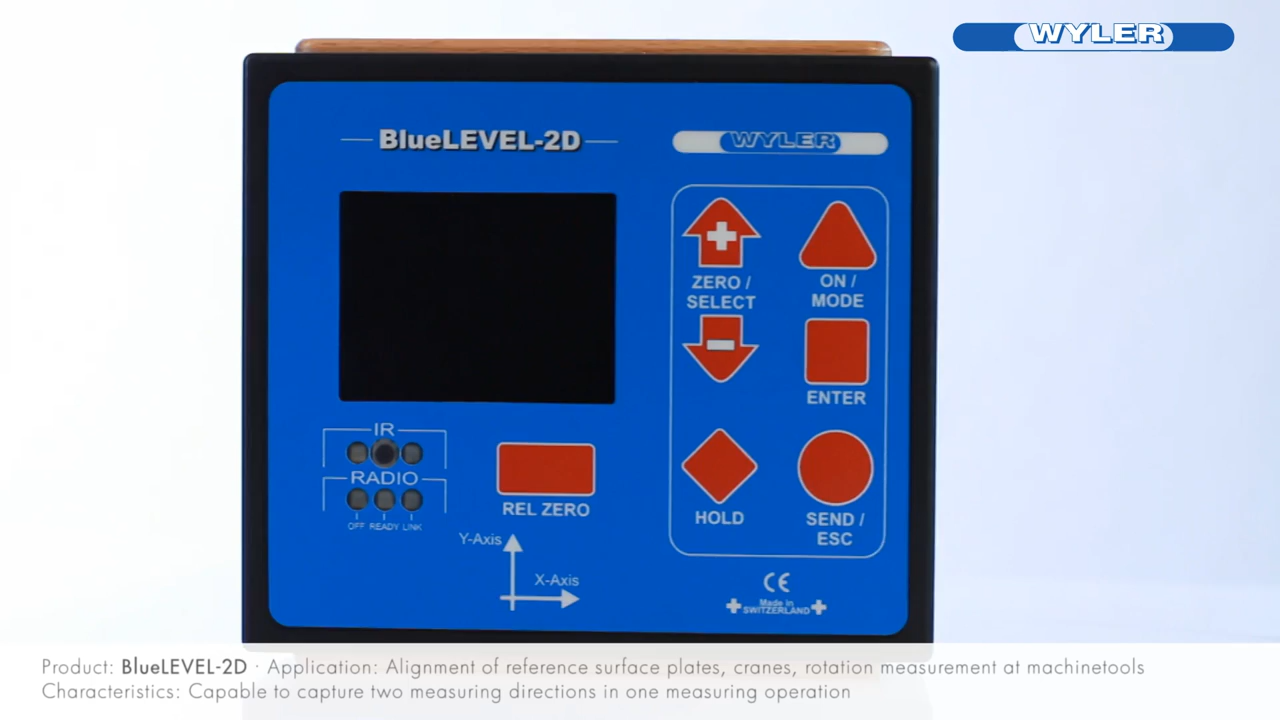 WYLER
BlueLEVEL-2D
WYLER
ZERO /
SELECT
ON /
MODE
ENTER
IR
RADIO
OFF READY LINK
REL ZERO
HOLD
SEND /
ESC
Y-Axis
X-Axis
CE
Made in
SWITZERLAND
Product: BlueLEVEL-2D · Application: Alignment of reference surface plates, cranes, rotation measurement at machinetools
Characteristics: Capable to capture two measuring directions in one measuring operation